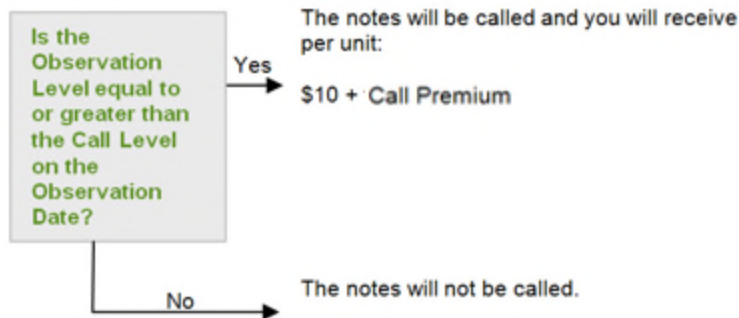 Is the
Observation
Level equal to
or greater than
the Call Level
on the
Observation
Date?
Yes
The notes will be called and you will receive
per unit:
$10 + Call Premium
No
The notes will not be called.